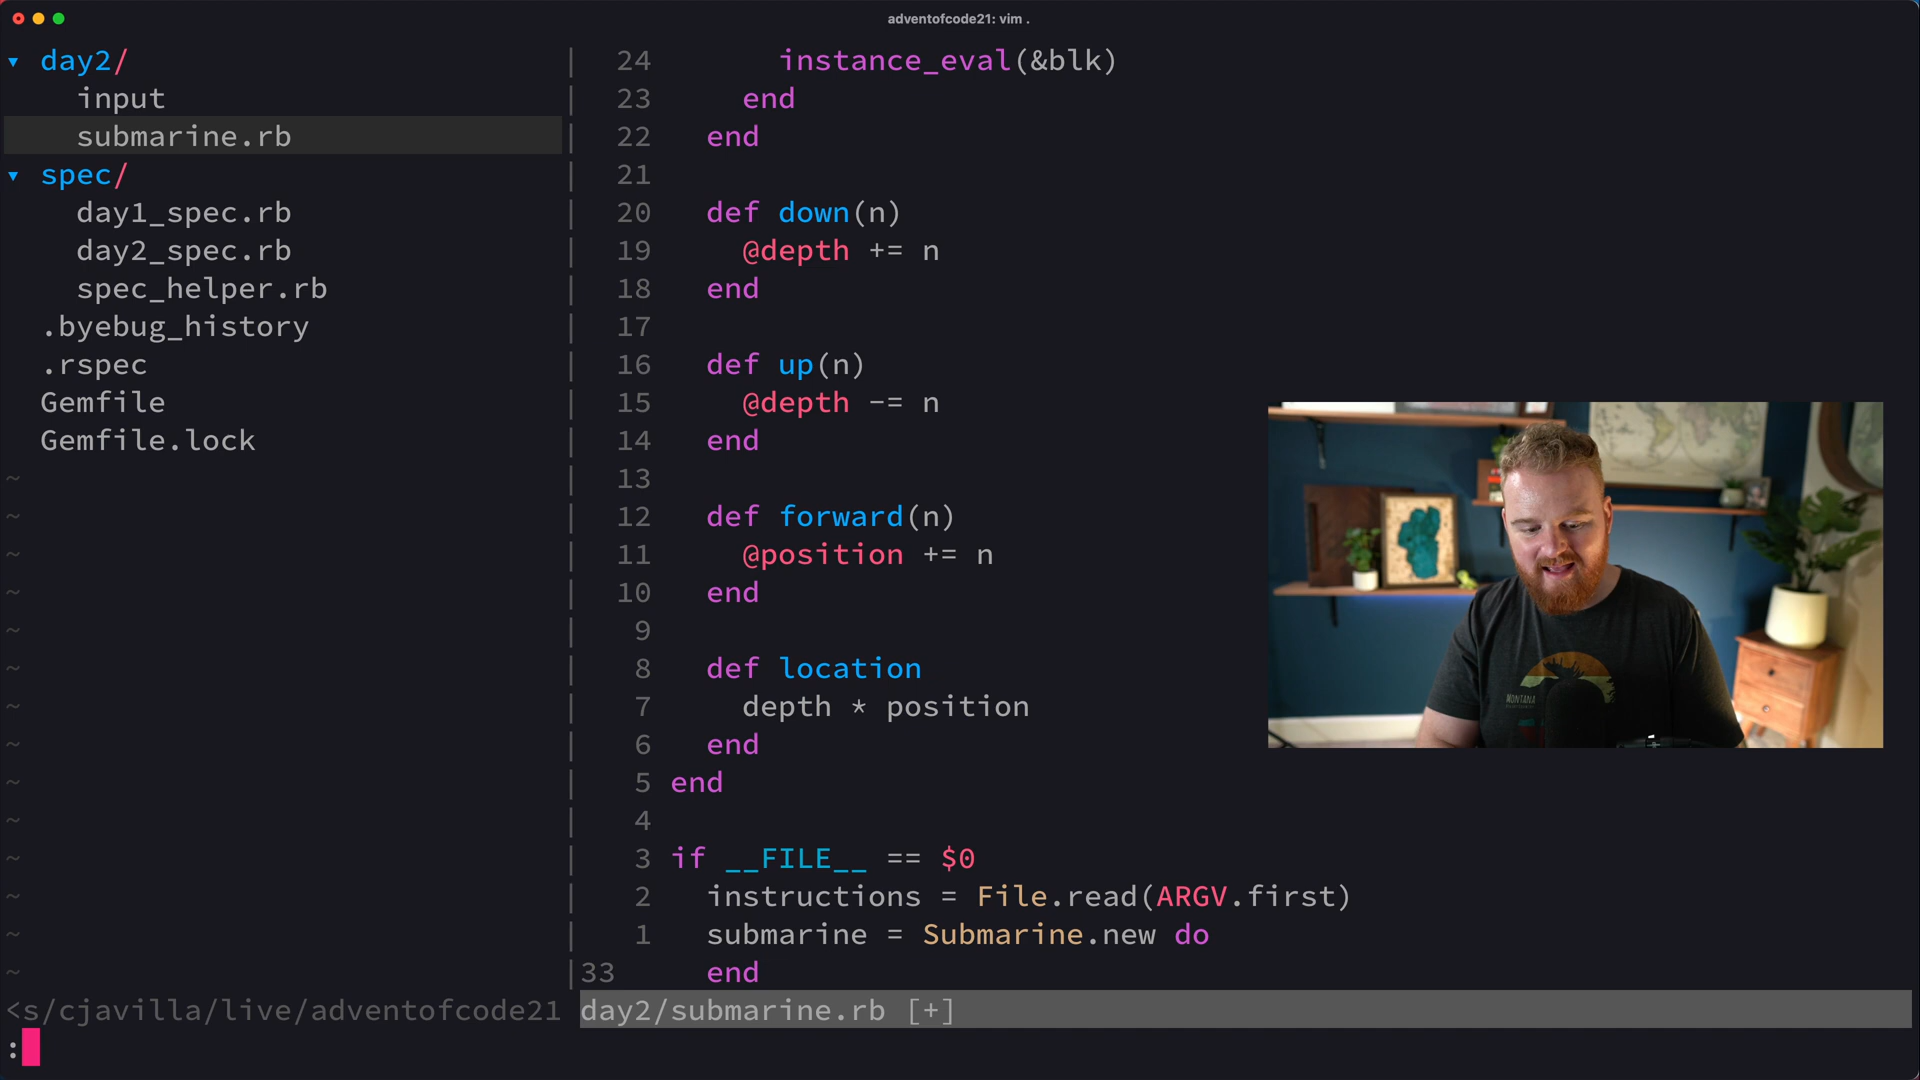 adventofcode21: vim .
▾ day2/
input
submarine.rb
▾ spec/
day1_spec.rb
day2_spec.rb
spec_helper.rb
.byebug_history
.rspec
Gemfile
Gemfile.lock
~
~
~
~
~
~
~
~
~
~
~
~
~
~
<s/cjavilla/live/adventofcode21
24 instance_eval(&blk)
23 end
22 end
21
20 def down(n)
19 @depth += n
18 end
17
16 def up(n)
15 @depth -= n
14 end
13
12 def forward(n)
11 @position += n
10 end
9
8 def location
7 depth * position
6 end
5 end
4
3 if __FILE__ == $0
2 instructions = File.read(ARGV.first)
1 submarine = Submarine.new do
33 end
day2/submarine.rb [+]
:
MONTANA